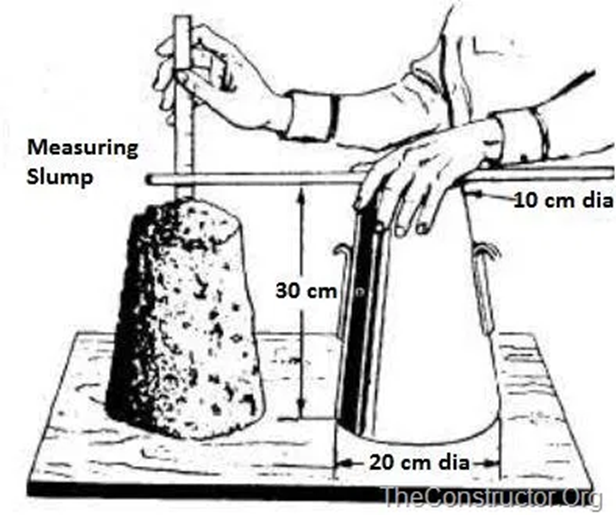 Measuring
Slump
10 cm dia
30 cm
20 cm dia
TheConstructor.Org